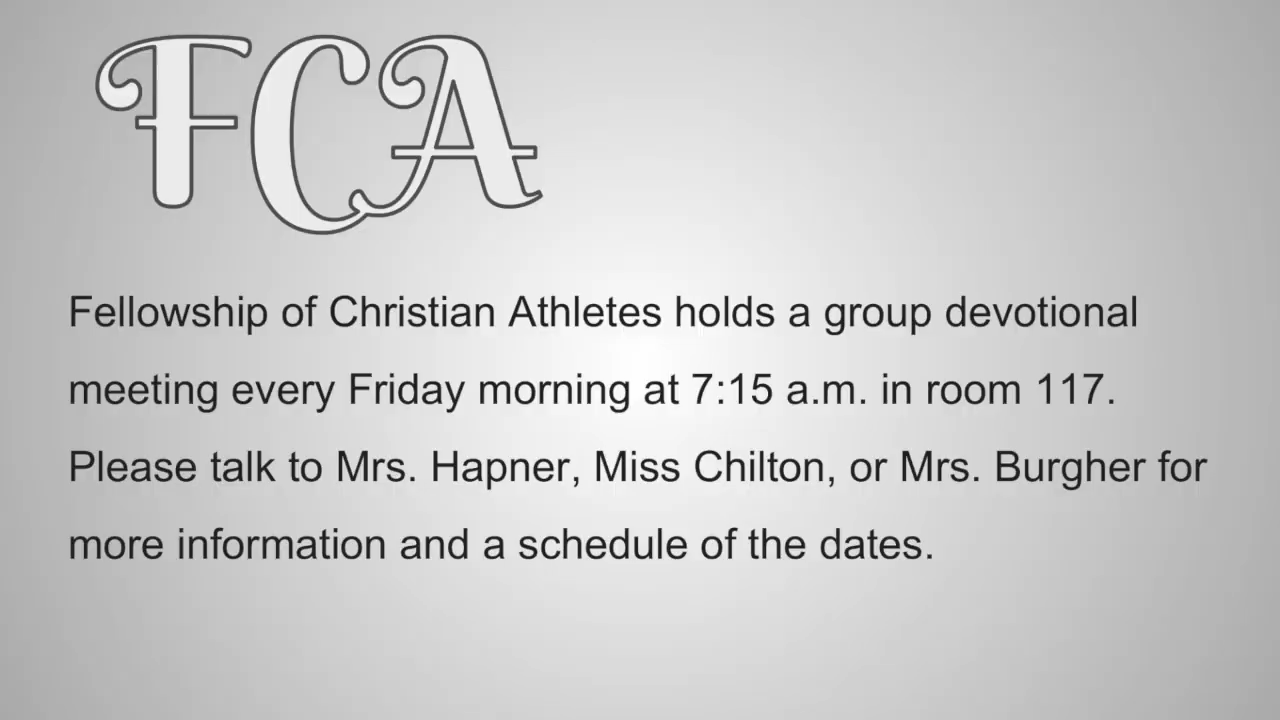 FCA
Fellowship of Christian Athletes holds a group devotional
meeting every Friday morning at 7:15 a.m. in room 117.
Please talk to Mrs. Hapner, Miss Chilton, or Mrs. Burgher for
more information and a schedule of the dates.